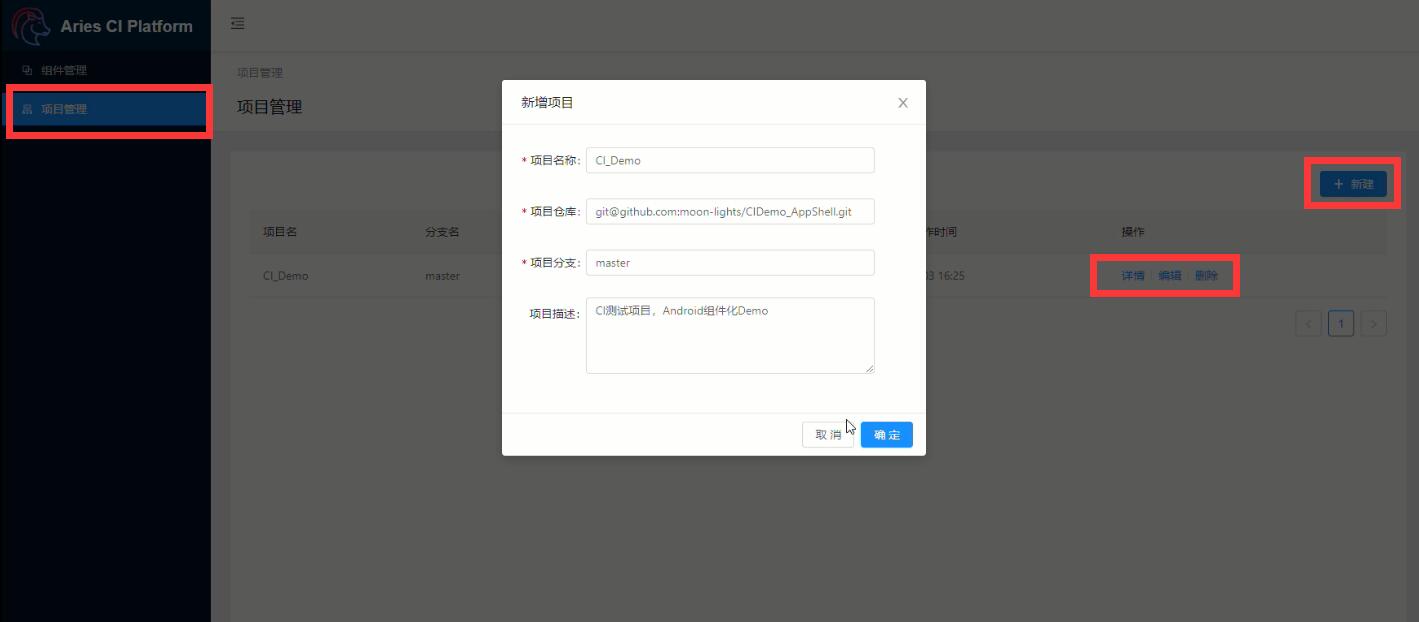 Aries CI Platform
组件管理
项目管理
项目管理
项目管理
+ 新建
项目名 分支名 作时间 操作
CI_Demo master 03 16:25 详情 编辑 删除
< 1 >
新增项目 X
* 项目名称: CI_Demo
* 项目仓库: git@github.com:moon-lights/CIDemo_AppShell.git
* 项目分支: master
项目描述: CI测试项目，Android组件化Demo
取 消 确 定